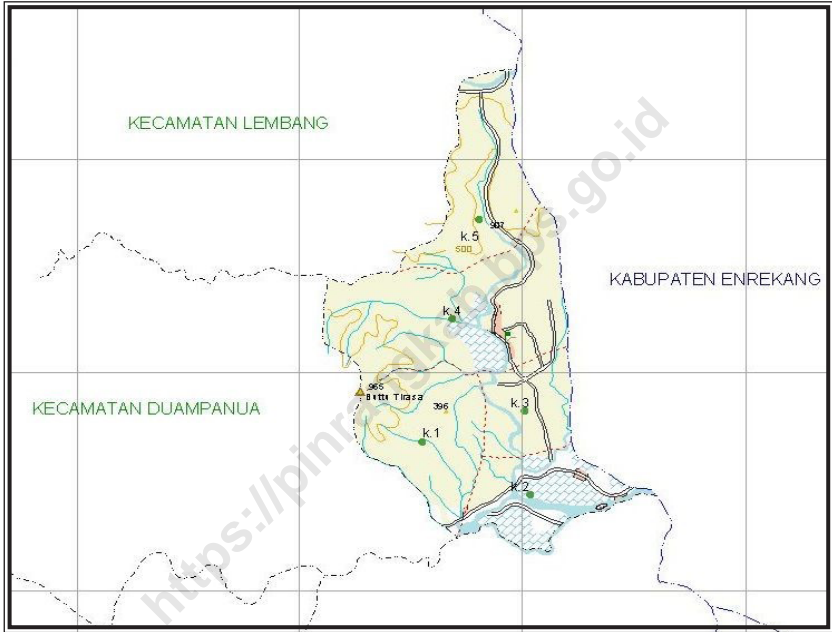 KECAMATAN LEMBANG
k.5
907
500
KABUPATEN ENREKANG
k.4
965
Buttu Tirasa
396
KECAMATAN DUAMPANUA
k.3
k.1
k.2
https://pinrangkab.bps.go.id